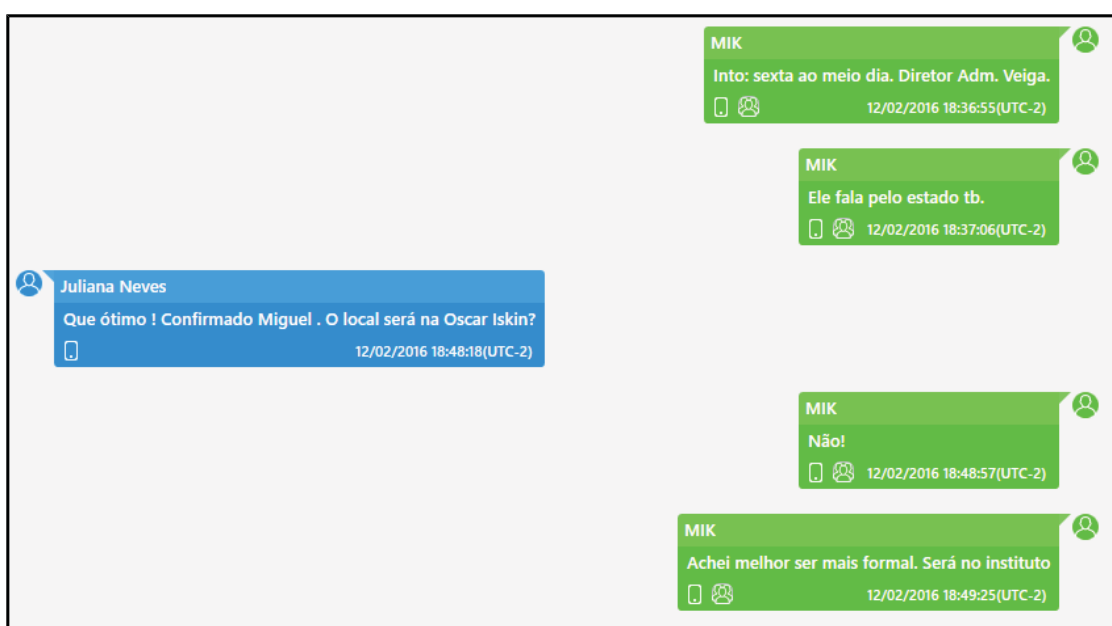 MIK
Into: sexta ao meio dia. Diretor Adm. Veiga.
12/02/2016 18:36:55(UTC-2)
MIK
Ele fala pelo estado tb.
12/02/2016 18:37:06(UTC-2)
Juliana Neves
Que ótimo ! Confirmado Miguel . O local será na Oscar Iskin?
12/02/2016 18:48:18(UTC-2)
MIK
Não!
12/02/2016 18:48:57(UTC-2)
MIK
Achei melhor ser mais formal. Será no instituto
12/02/2016 18:49:25(UTC-2)